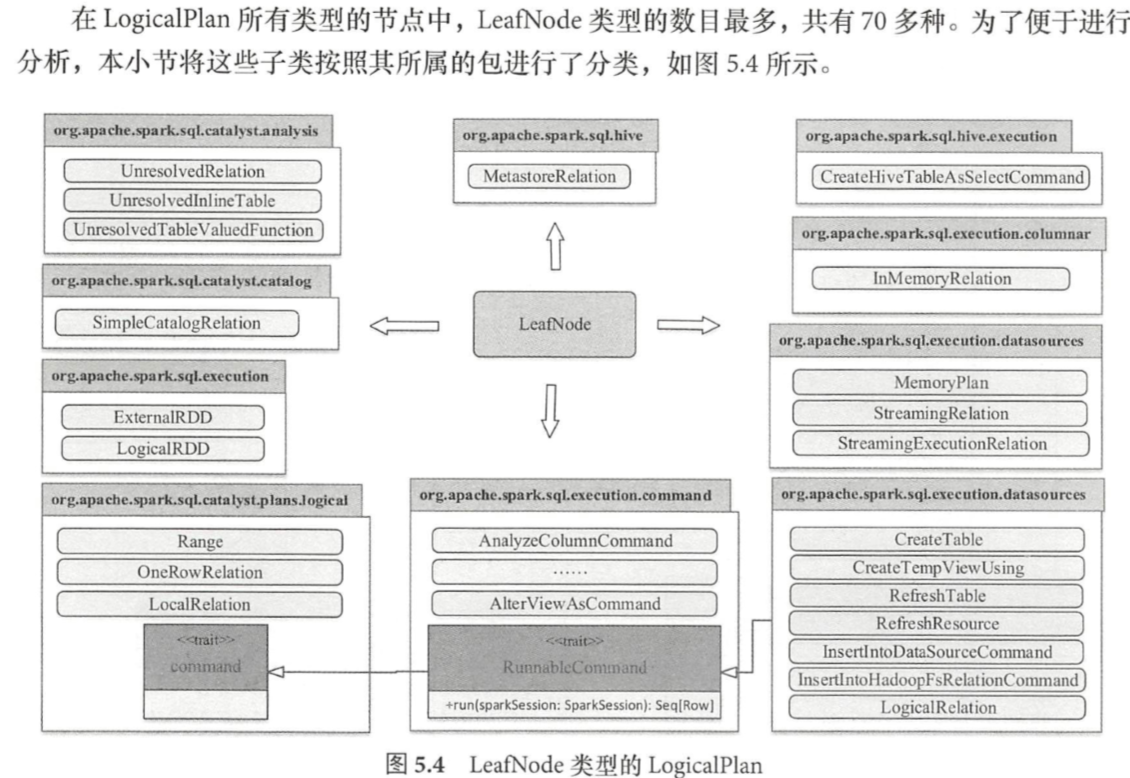 在 LogicalPlan 所有类型的节点中，LeafNode 类型的数目最多，共有 70 多种。为了便于进行
分析，本小节将这些子类按照其所属的包进行了分类，如图 5.4 所示。
org.apache.spark.sql.catalyst.analysis
UnresolvedRelation
UnresolvedInlineTable
UnresolvedTableValuedFunction
org.apache.spark.sql.hive
MetastoreRelation
org.apache.spark.sql.hive.execution
CreateHiveTableAsSelectCommand
org.apache.spark.sql.execution.columnar
InMemoryRelation
org.apache.spark.sql.catalyst.catalog
SimpleCatalogRelation
LeafNode
org.apache.spark.sql.execution.datasources
MemoryPlan
StreamingRelation
StreamingExecutionRelation
org.apache.spark.sql.execution
ExternalRDD
LogicalRDD
org.apache.spark.sql.catalyst.plans.logical
Range
OneRowRelation
LocalRelation
<<trait>>
command
org.apache.spark.sql.execution.command
AnalyzeColumnCommand
……
AlterViewAsCommand
<<trait>>
RunnableCommand
+run(sparkSession: SparkSession): Seq[Row]
org.apache.spark.sql.execution.datasources
CreateTable
CreateTempViewUsing
RefreshTable
RefreshResource
InsertIntoDataSourceCommand
InsertIntoHadoopFsRelationCommand
LogicalRelation
图 5.4 LeafNode 类型的 LogicalPlan